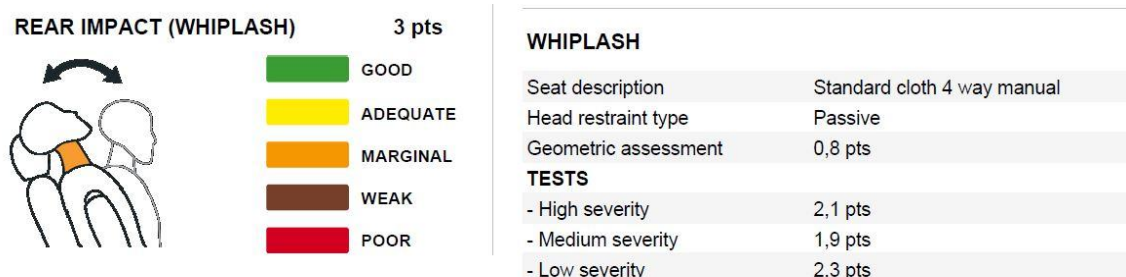 REAR IMPACT (WHIPLASH) 3 pts
GOOD
ADEQUATE
MARGINAL
WEAK
POOR
WHIPLASH
Seat description Standard cloth 4 way manual
Head restraint type Passive
Geometric assessment 0,8 pts
TESTS
- High severity 2,1 pts
- Medium severity 1,9 pts
- Low severity 2,3 pts